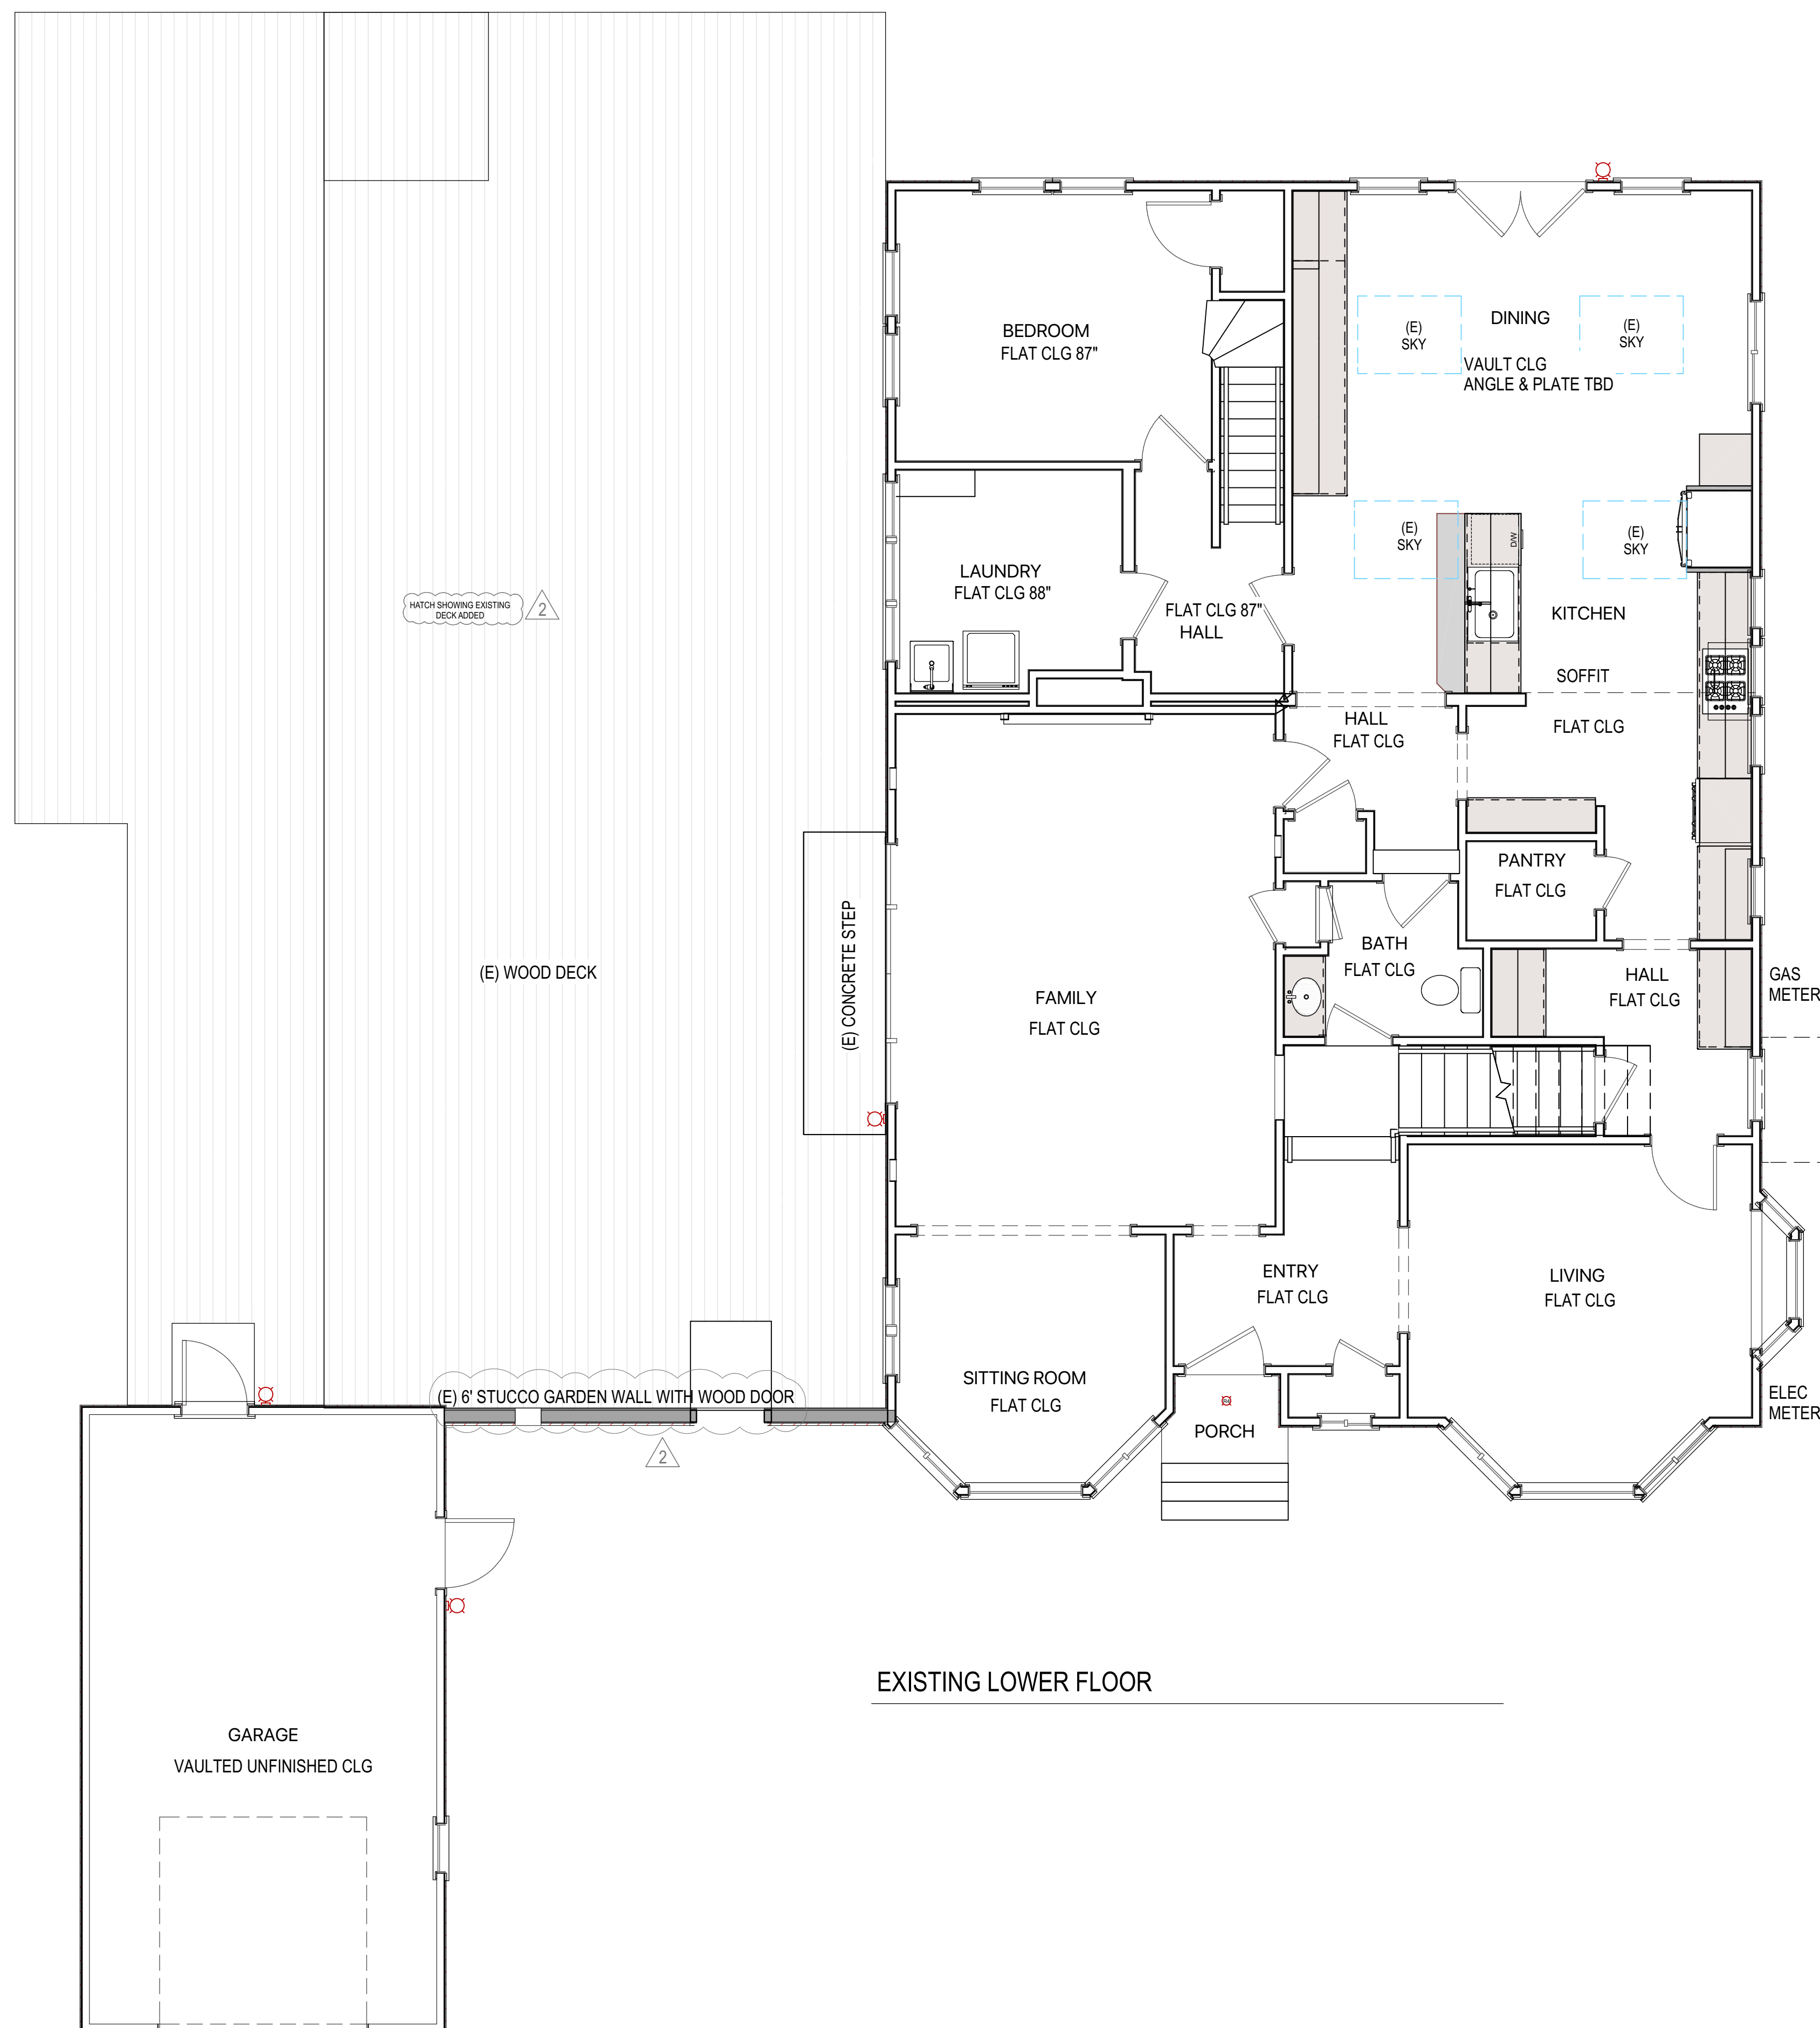 BEDROOM
FLAT CLG 87"
(E)
SKY
DINING
(E)
SKY
VAULT CLG
ANGLE & PLATE TBD
(E)
SKY
D/W
(E)
SKY
LAUNDRY
FLAT CLG 88"
FLAT CLG 87"
HALL
KITCHEN
HATCH SHOWING EXISTING
DECK ADDED
2
SOFFIT
HALL
FLAT CLG
FLAT CLG
PANTRY
FLAT CLG
BATH
FLAT CLG
(E) CONCRETE STEP
(E) WOOD DECK
FAMILY
FLAT CLG
HALL
FLAT CLG
GAS
METER
ENTRY
FLAT CLG
LIVING
FLAT CLG
SITTING ROOM
FLAT CLG
(E) 6' STUCCO GARDEN WALL WITH WOOD DOOR
2
PORCH
ELEC
METER
EXISTING LOWER FLOOR
GARAGE
VAULTED UNFINISHED CLG